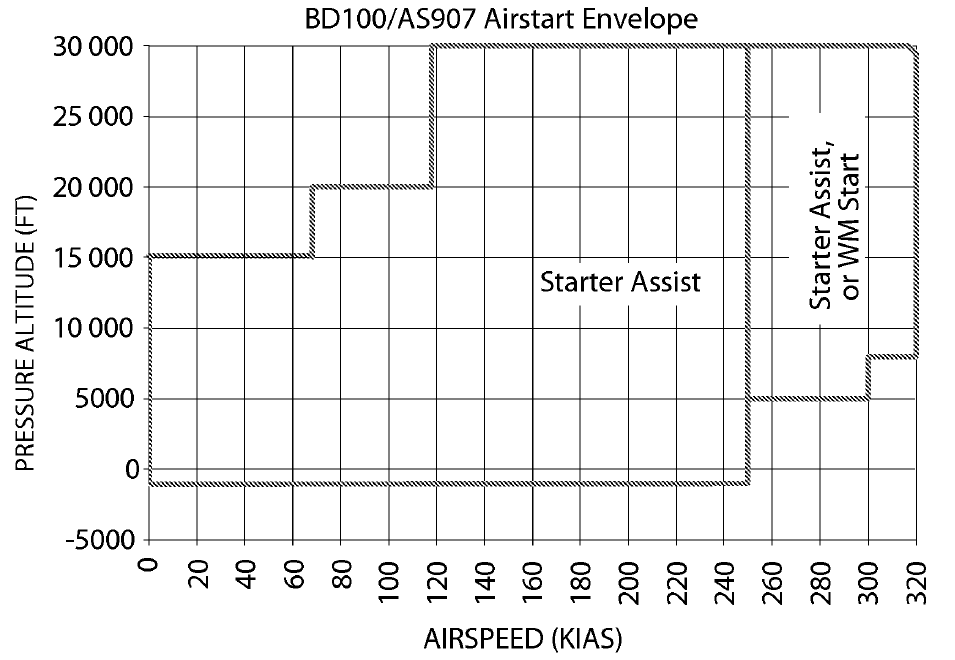 BD100/AS907 Airstart Envelope
30 000
25 000
20 000
15 000
10 000
5000
0
-5000
PRESSURE ALTITUDE (FT)
Starter Assist
Starter Assist,
or WM Start
0 20 40 60 80 100 120 140 160 180 200 220 240 260 280 300 320
AIRSPEED (KIAS)